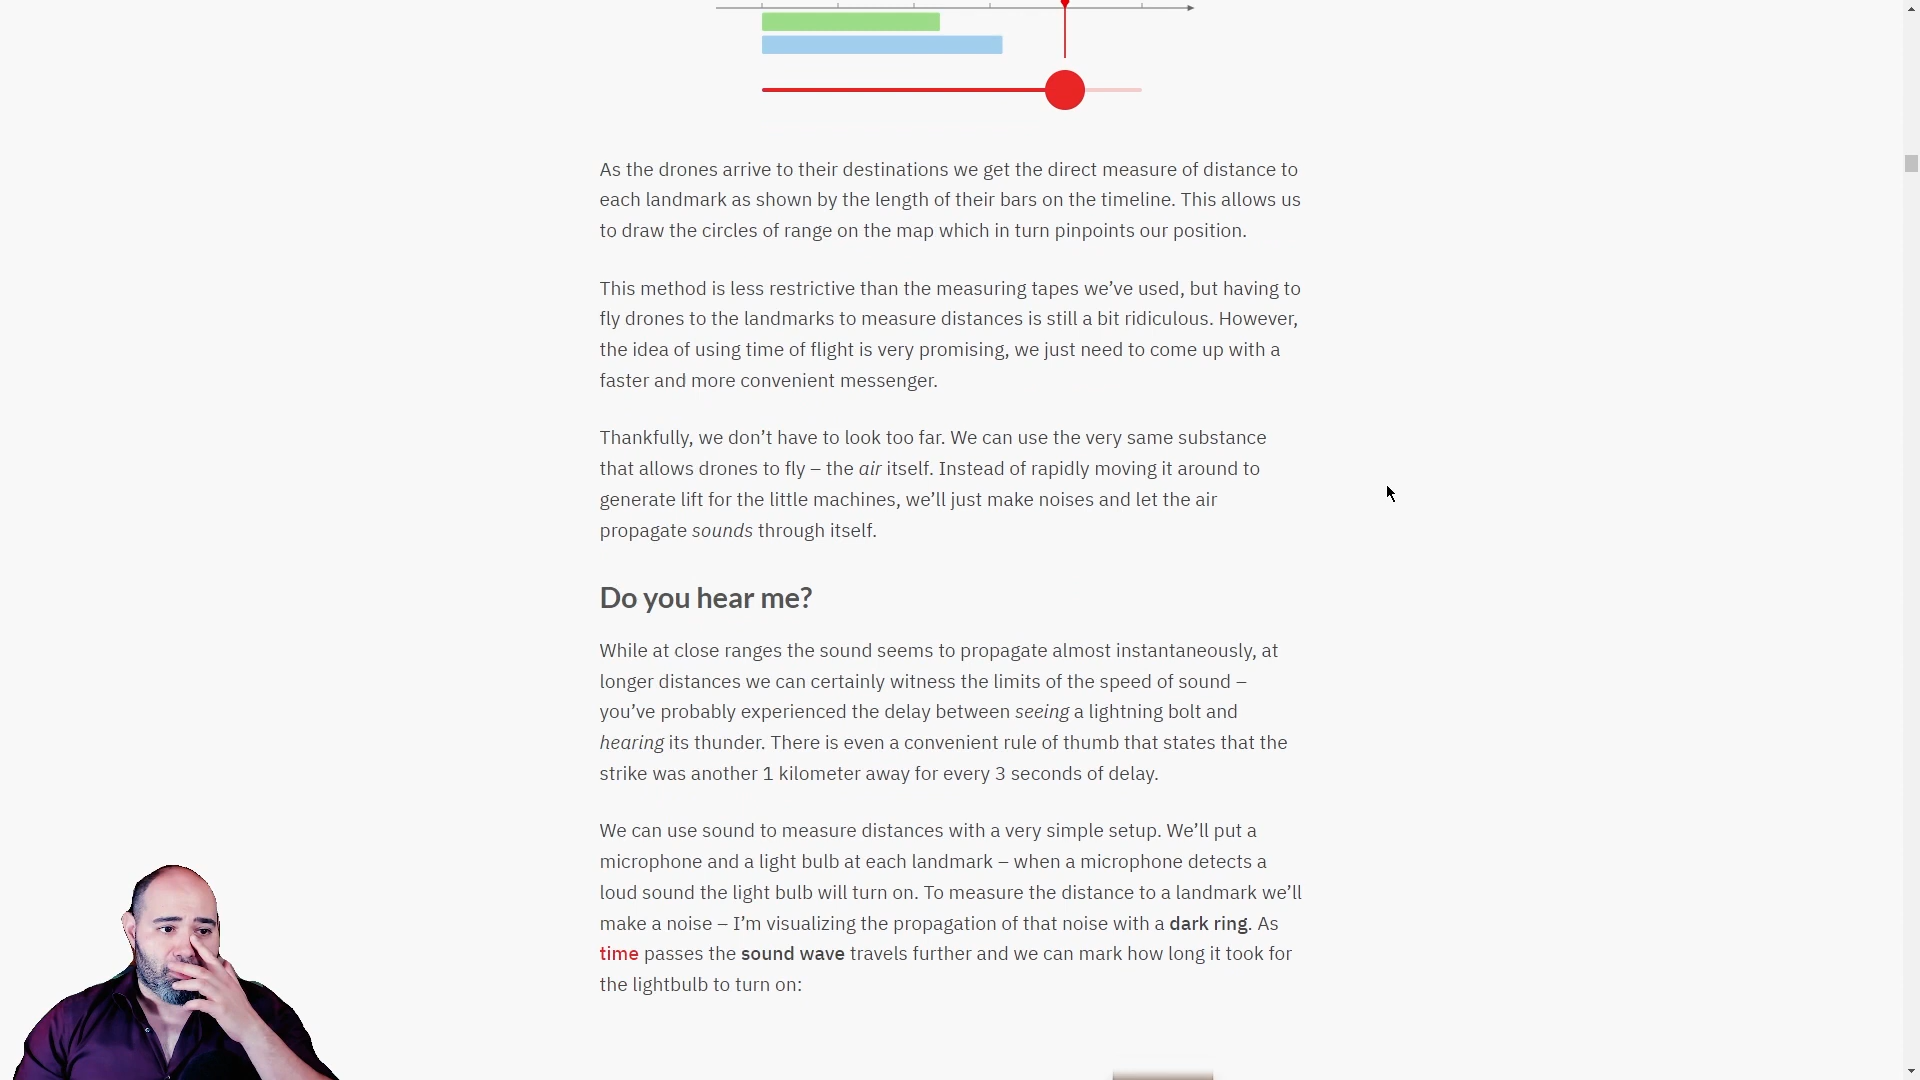 As the drones arrive to their destinations we get the direct measure of distance to
each landmark as shown by the length of their bars on the timeline. This allows us
to draw the circles of range on the map which in turn pinpoints our position.
This method is less restrictive than the measuring tapes we’ve used, but having to
fly drones to the landmarks to measure distances is still a bit ridiculous. However,
the idea of using time of flight is very promising, we just need to come up with a
faster and more convenient messenger.
Thankfully, we don’t have to look too far. We can use the very same substance
that allows drones to fly – the air itself. Instead of rapidly moving it around to
generate lift for the little machines, we’ll just make noises and let the air
propagate sounds through itself.
Do you hear me?
While at close ranges the sound seems to propagate almost instantaneously, at
longer distances we can certainly witness the limits of the speed of sound –
you’ve probably experienced the delay between seeing a lightning bolt and
hearing its thunder. There is even a convenient rule of thumb that states that the
strike was another 1 kilometer away for every 3 seconds of delay.
We can use sound to measure distances with a very simple setup. We’ll put a
microphone and a light bulb at each landmark – when a microphone detects a
loud sound the light bulb will turn on. To measure the distance to a landmark we’ll
make a noise – I’m visualizing the propagation of that noise with a dark ring. As
time passes the sound wave travels further and we can mark how long it took for
the lightbulb to turn on: